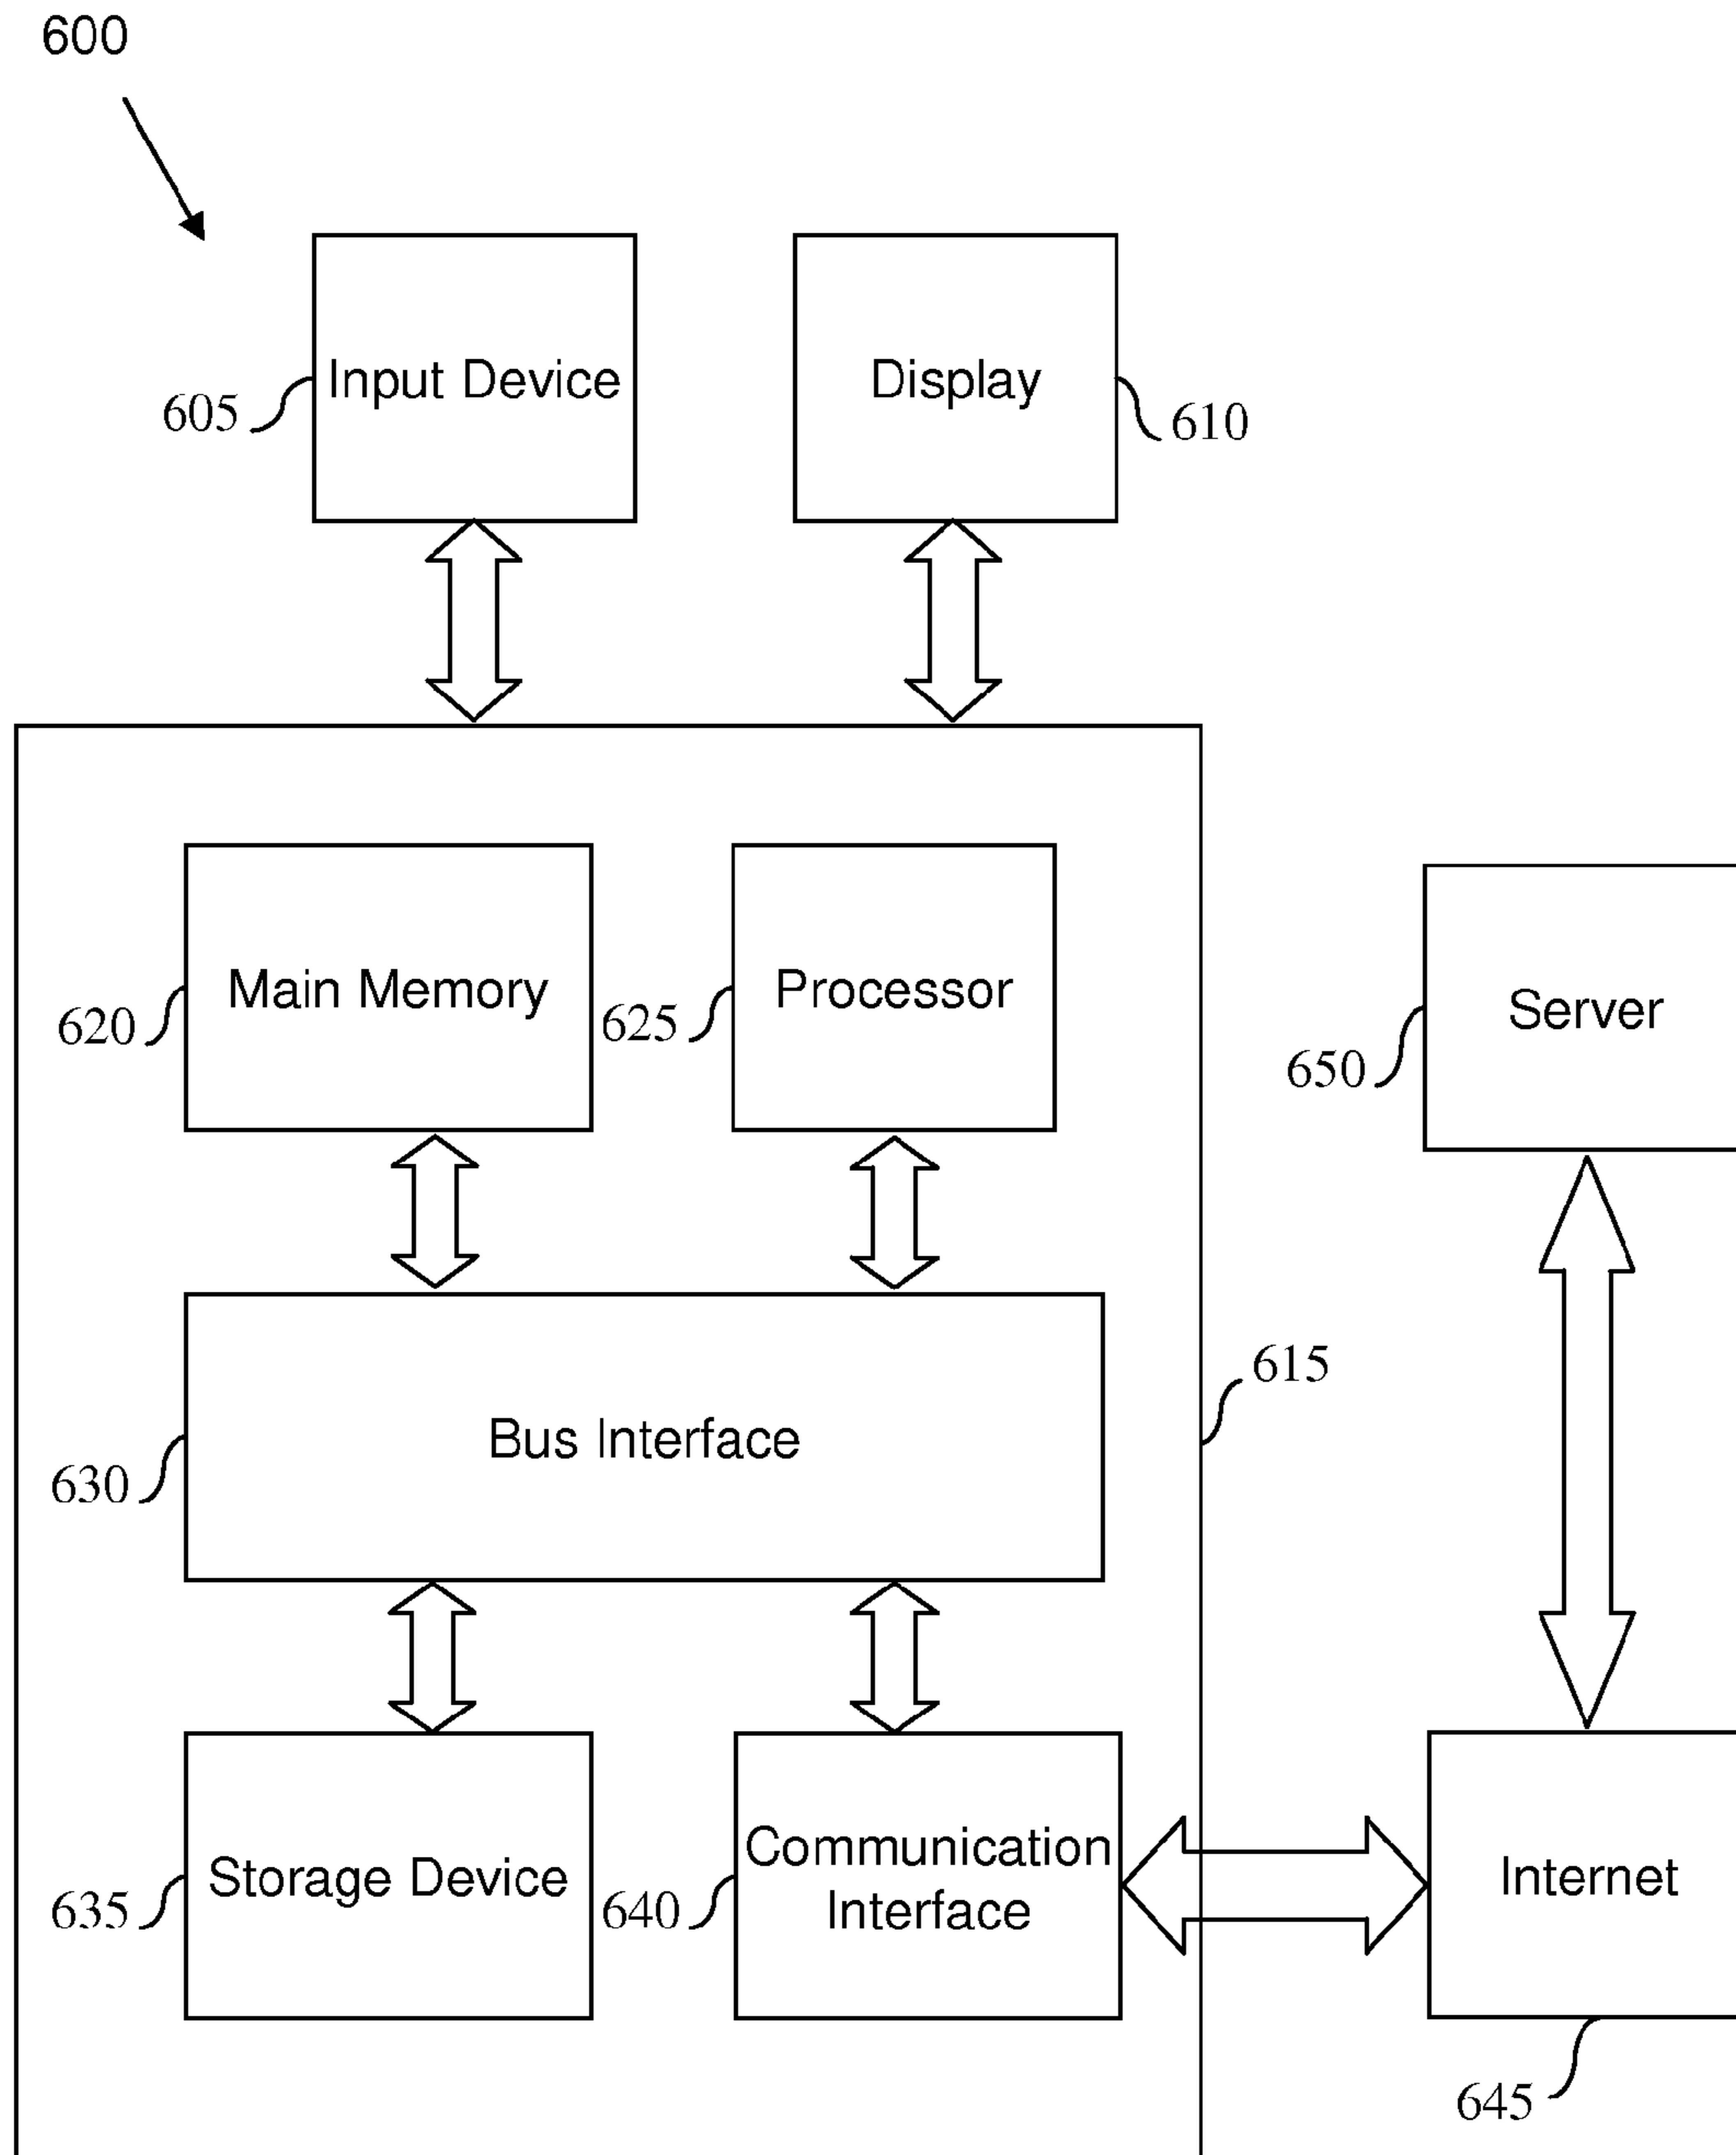 600
Input Device
Display
605
610
Main Memory
Processor
620
625
Server
650
615
Bus Interface
630
Communication
Interface
Storage Device
Internet
635
640
645